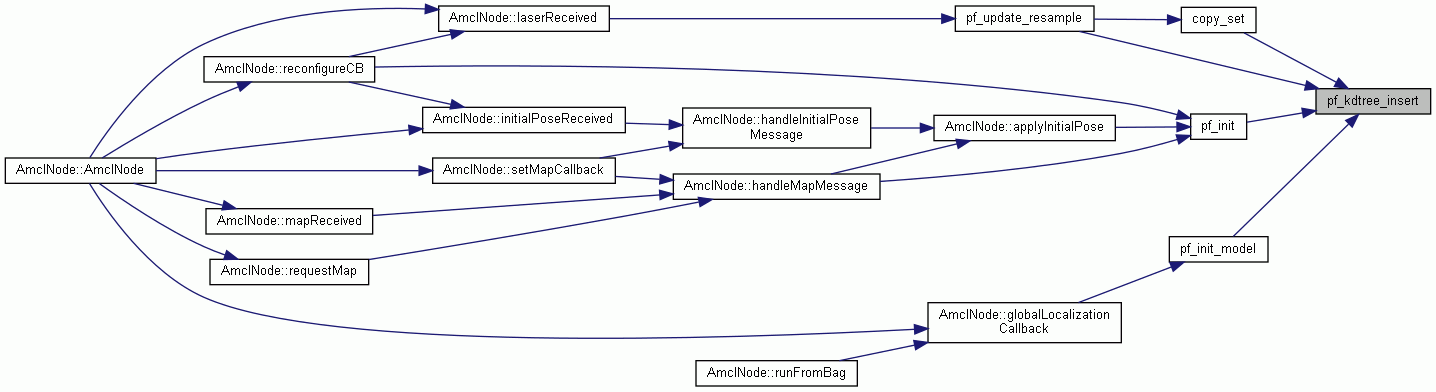 AmclNode::laserReceived
pf_update_resample
copy_set
AmclNode::reconfigureCB
pf_kdtree_insert
AmclNode::initialPoseReceived
AmclNode::handleInitialPose
Message
AmclNode::applyInitialPose
pf_init
AmclNode::AmclNode
AmclNode::setMapCallback
AmclNode::handleMapMessage
AmclNode::mapReceived
pf_init_model
AmclNode::requestMap
AmclNode::globalLocalization
Callback
AmclNode::runFromBag